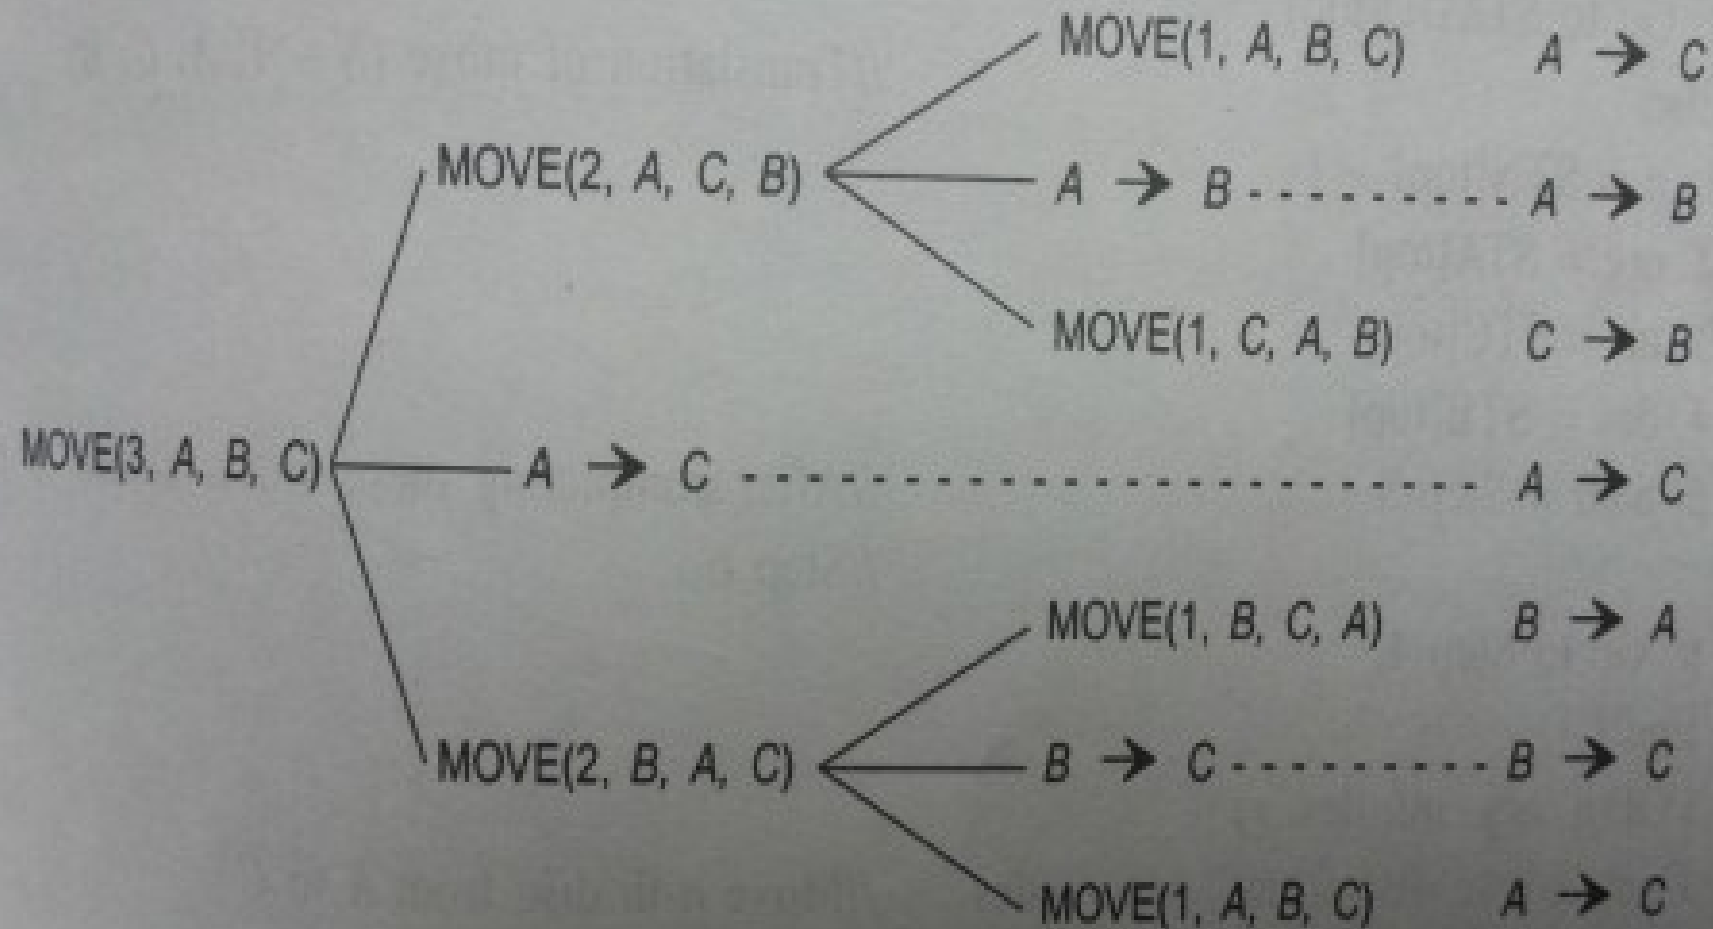 MOVE(1, A, B, C) A → C
MOVE(2, A, C, B) A → B - - - - - - - - - A → B
MOVE(1, C, A, B) C → B
MOVE(3, A, B, C) A → C - - - - - - - - - - - - - - - - - - - - - - - A → C
MOVE(1, B, C, A) B → A
MOVE(2, B, A, C) B → C - - - - - - - - - B → C
MOVE(1, A, B, C) A → C